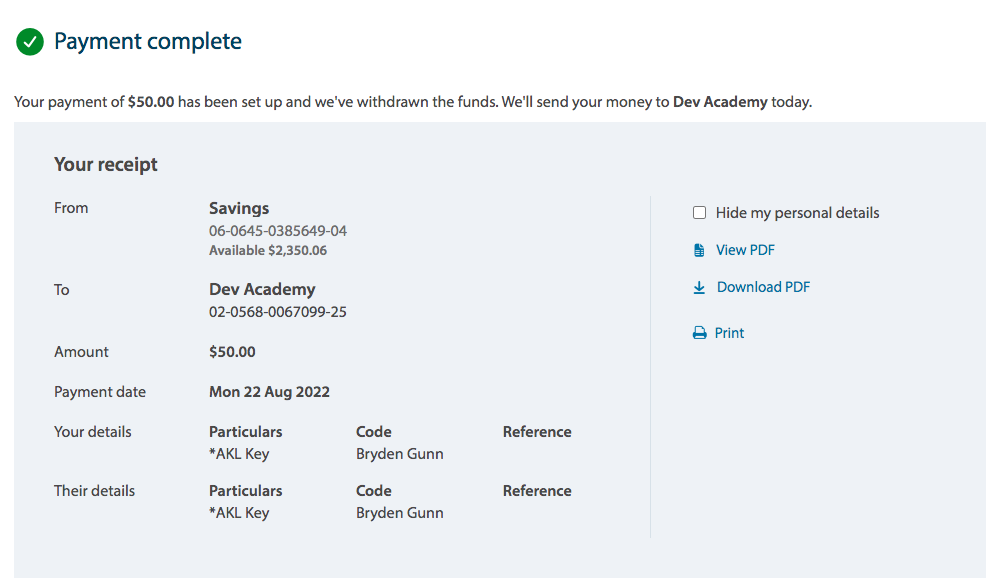 Payment complete
Your payment of $50.00 has been set up and we've withdrawn the funds. We'll send your money to Dev Academy today.
Your receipt
From Savings
06-0645-0385649-04
Available $2,350.06
To Dev Academy
02-0568-0067099-25
Amount $50.00
Payment date Mon 22 Aug 2022
Your details Particulars Code Reference
*AKL Key Bryden Gunn
Their details Particulars Code Reference
*AKL Key Bryden Gunn
Hide my personal details
View PDF
Download PDF
Print